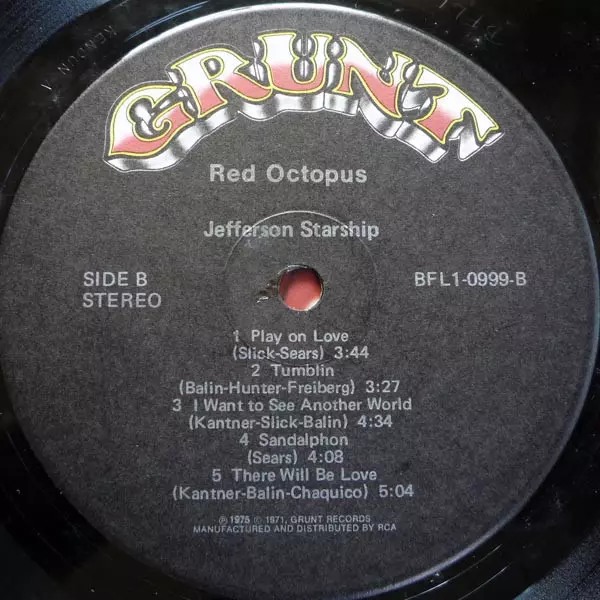 KENDUN
GRUNT
Red Octopus
Jefferson Starship
SIDE B
STEREO
BFL1-0999-B
1 Play on Love
(Slick-Sears) 3:44
2 Tumblin
(Balin-Hunter-Freiberg) 3:27
3 I Want to See Another World
(Kantner-Slick-Balin) 4:34
4 Sandalphon
(Sears) 4:08
5 There Will Be Love
(Kantner-Balin-Chaquico) 5:04
℗ 1975 © 1971, GRUNT RECORDS
MANUFACTURED AND DISTRIBUTED BY RCA